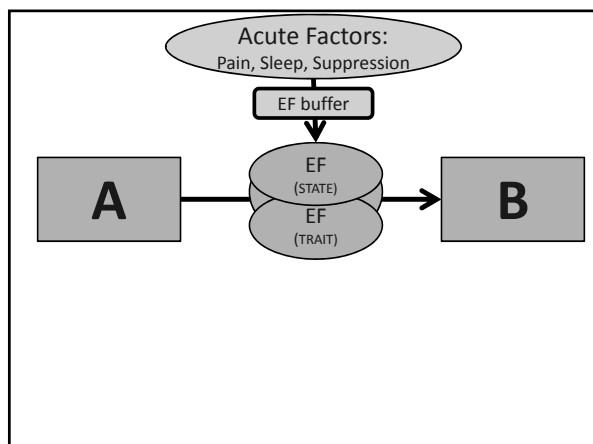 Acute Factors:
Pain, Sleep, Suppression
EF buffer
A
EF
(STATE)
B
EF
(TRAIT)